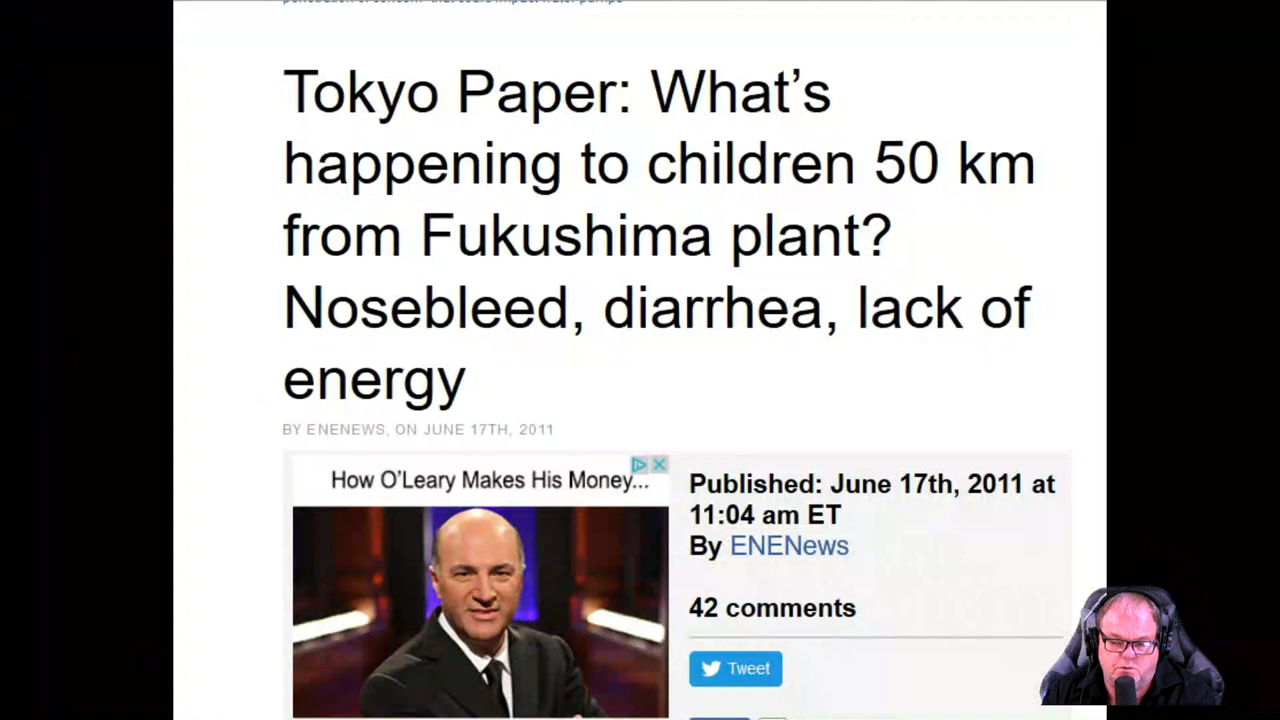 Tokyo Paper: What's
happening to children 50 km
from Fukushima plant?
Nosebleed, diarrhea, lack of
energy
BY ENENEWS, ON JUNE 17TH, 2011
How O'Leary Makes His Money...
Published: June 17th, 2011 at
11:04 am ET
By ENENews
42 comments
Tweet